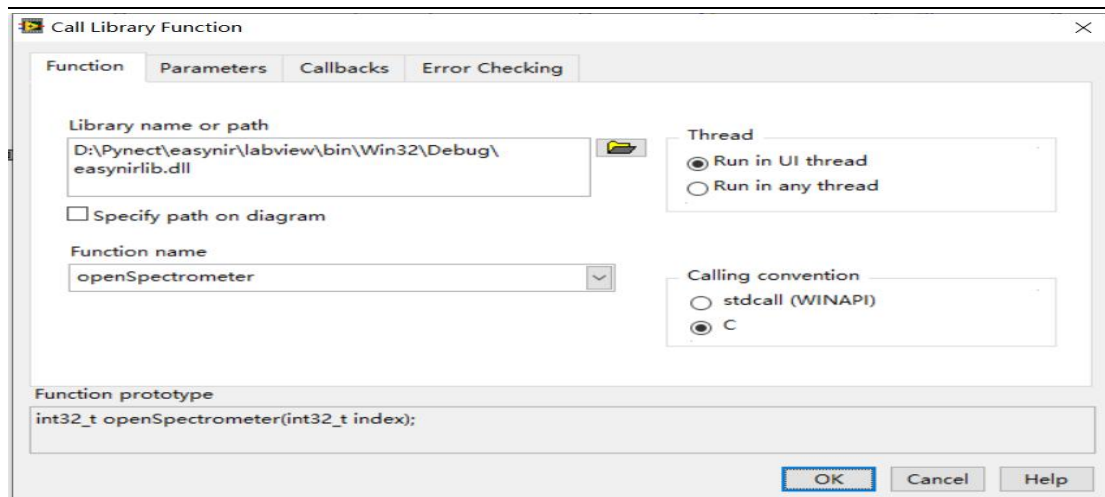 Call Library Function
Function Parameters Callbacks Error Checking
Library name or path
D:\Pynect\easynir\labview\bin\Win32\Debug\
easynirlib.dll
Specify path on diagram
Function name
openSpectrometer
Thread
Run in UI thread
Run in any thread
Calling convention
stdcall (WINAPI)
C
Function prototype
int32_t openSpectrometer(int32_t index);
OK Cancel Help